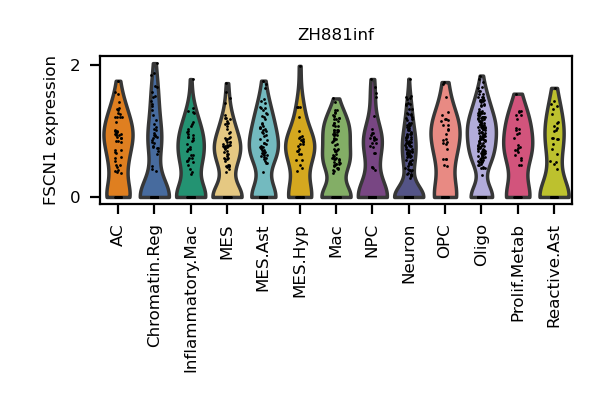 ZH881inf
FSCN1 expression
2
0
AC
Chromatin.Reg
Inflammatory.Mac
MES
MES.Ast
MES.Hyp
Mac
NPC
Neuron
OPC
Oligo
Prolif.Metab
Reactive.Ast